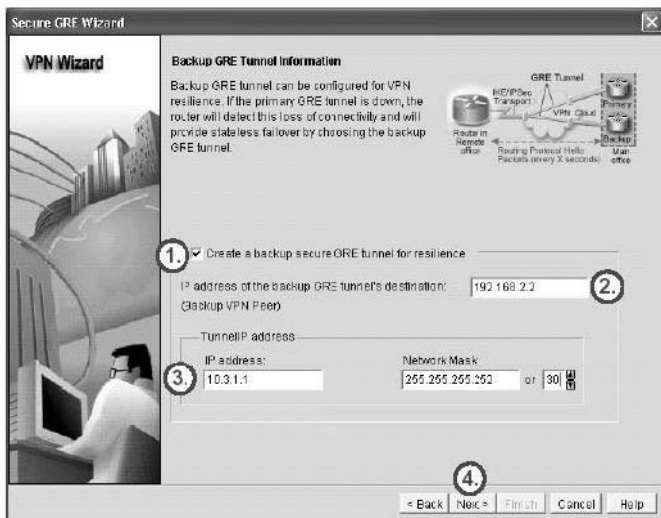 Secure GRE Wizard
VPN Wizard
Backup GRE Tunnel Information
Backup GRE tunnel can be configured for VPN
resilience. If the primary GRE tunnel is down, the
router will detect this loss of connectivity and will
provide stateless failover by choosing the backup
GRE tunnel.
GRE Tunnel
IKE/IPSec
Transport
Primary
VPN Cloud
Backup
Router in
Remote
office
Main
office
Routing Protocol Hello
Packets (every X seconds)
1.
Create a backup secure GRE tunnel for resilience
IP address of the backup GRE tunnel's destination:
192.168.2.2
2.
(Backup VPN Peer)
Tunnel IP address
IP address:
Network Mask
3.
10.3.1.1
255.255.255.252
or
30
4.
< Back
Next >
Finish
Cancel
Help